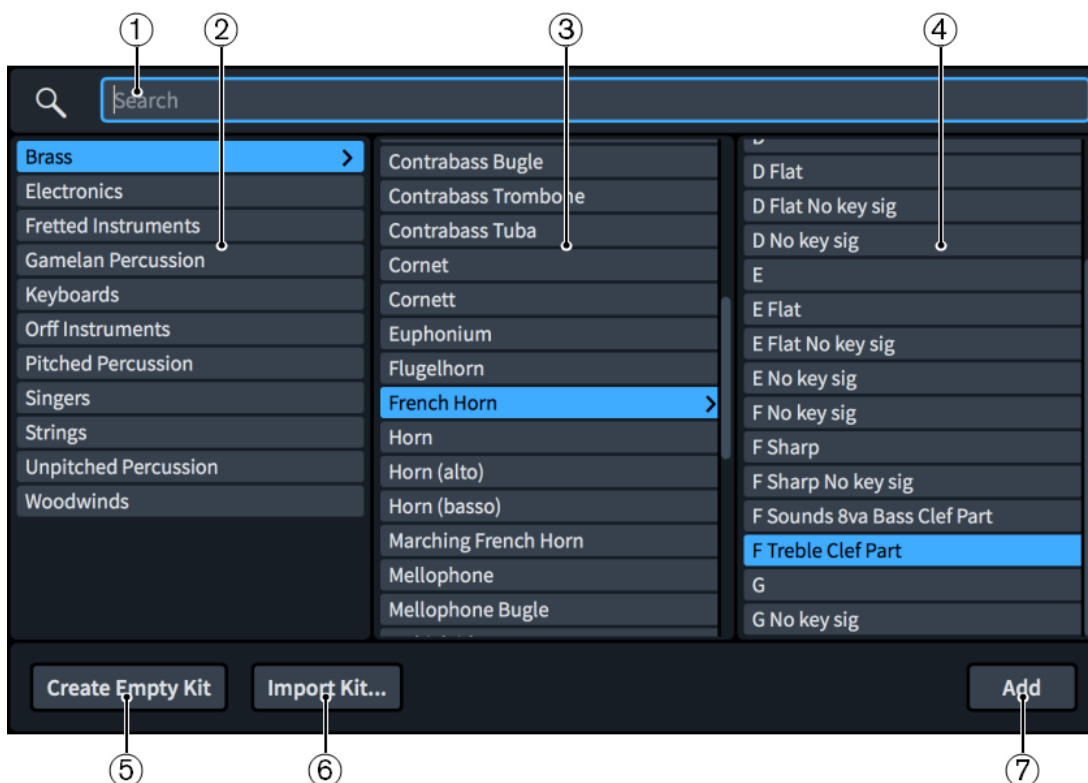 ① ② ③ ④
Search
Brass
Electronics
Fretted Instruments
Gamelan Percussion
Keyboards
Orff Instruments
Pitched Percussion
Singers
Strings
Unpitched Percussion
Woodwinds
Contrabass Bugle
Contrabass Trombone
Contrabass Tuba
Cornet
Cornett
Euphonium
Flugelhorn
French Horn
Horn
Horn (alto)
Horn (basso)
Marching French Horn
Mellophone
Mellophone Bugle
D Flat
D Flat No key sig
D No key sig
E
E Flat
E Flat No key sig
E No key sig
F No key sig
F Sharp
F Sharp No key sig
F Sounds 8va Bass Clef Part
F Treble Clef Part
G
G No key sig
Create Empty Kit
Import Kit...
Add
⑤ ⑥ ⑦